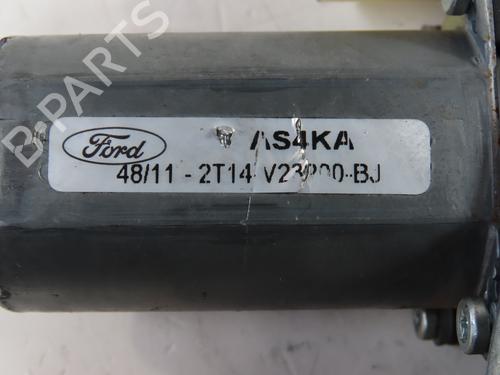 B-PARTS
Ford AS4KA
48/11 - 2T14 V23200-BJ